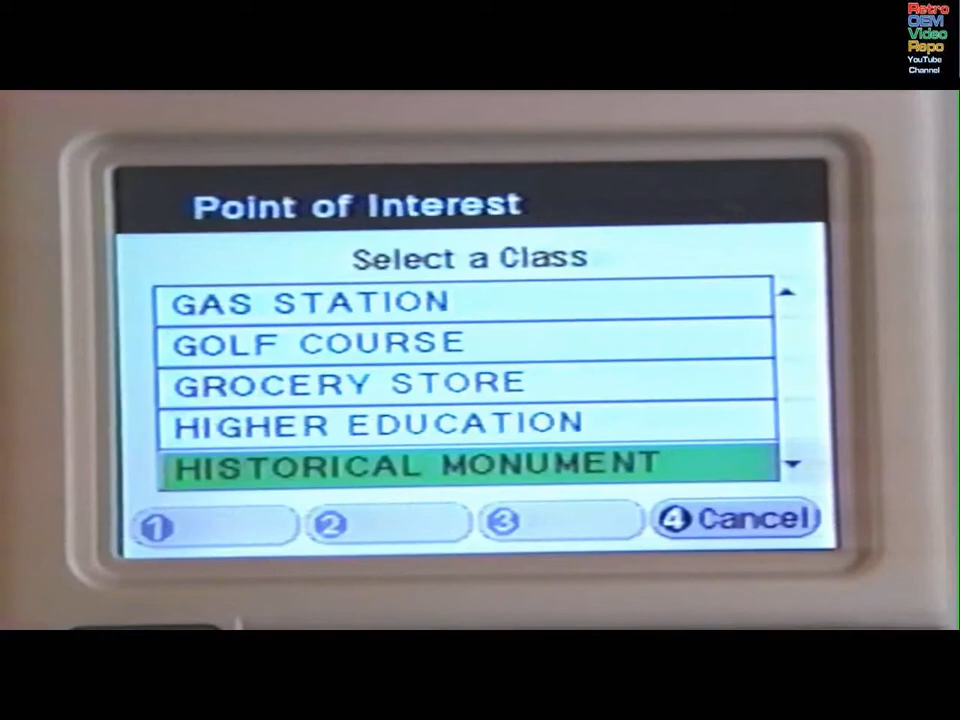 Retro
OEM
Video
Repo
YouTube
Channel
Point of Interest
Select a Class
GAS STATION
GOLF COURSE
GROCERY STORE
HIGHER EDUCATION
HISTORICAL MONUMENT
1
2
3
4 Cancel